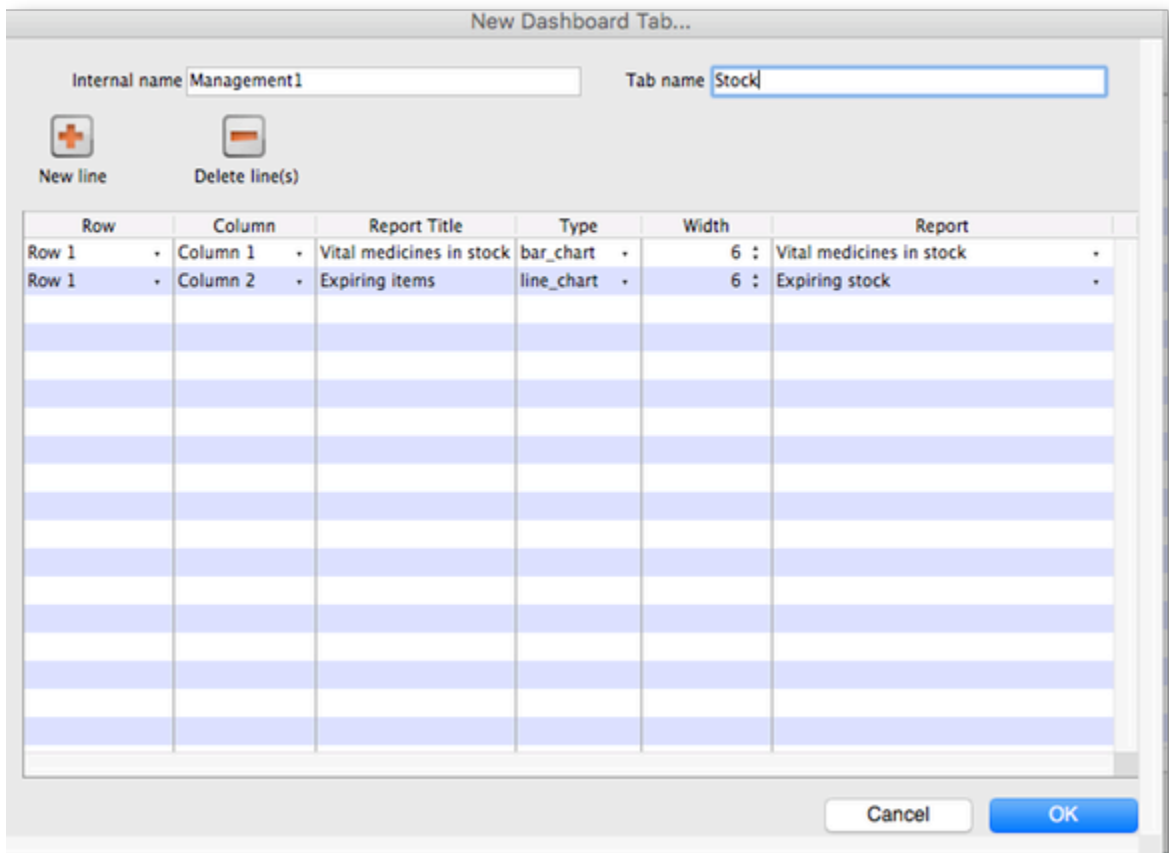 New Dashboard Tab...
Internal name Management1 Tab name Stock
New line Delete line(s)
Row Column Report Title Type Width Report
Row 1 Column 1 Vital medicines in stock bar_chart 6 Vital medicines in stock
Row 1 Column 2 Expiring items line_chart 6 Expiring stock
Cancel OK